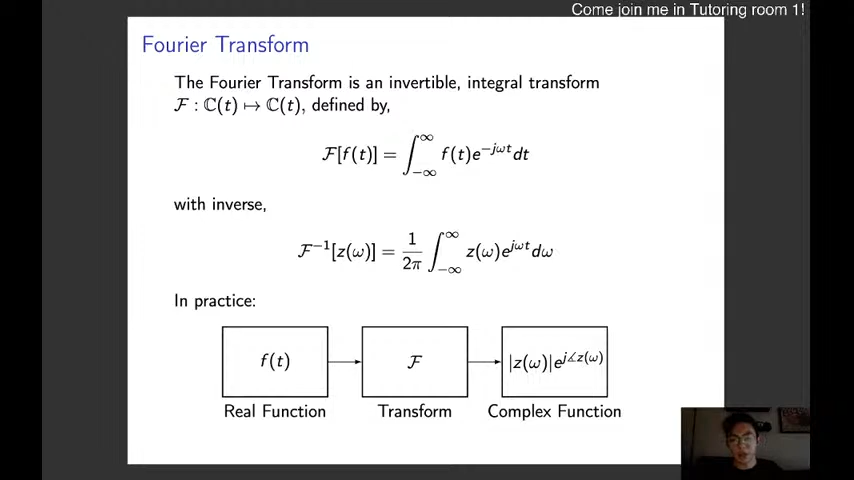 Come join me in Tutoring room 1!
Fourier Transform
The Fourier Transform is an invertible, integral transform
ℱ : ℂ(t) ↦ ℂ(t), defined by,
ℱ[f(t)] = ∫_{-∞}^{∞} f(t)e^{-jωt}dt
with inverse,
ℱ^{-1}[z(ω)] = \frac{1}{2π} ∫_{-∞}^{∞} z(ω)e^{jωt}dω
In practice:
f(t) ℱ |z(ω)|e^{j∡z(ω)}
Real Function Transform Complex Function